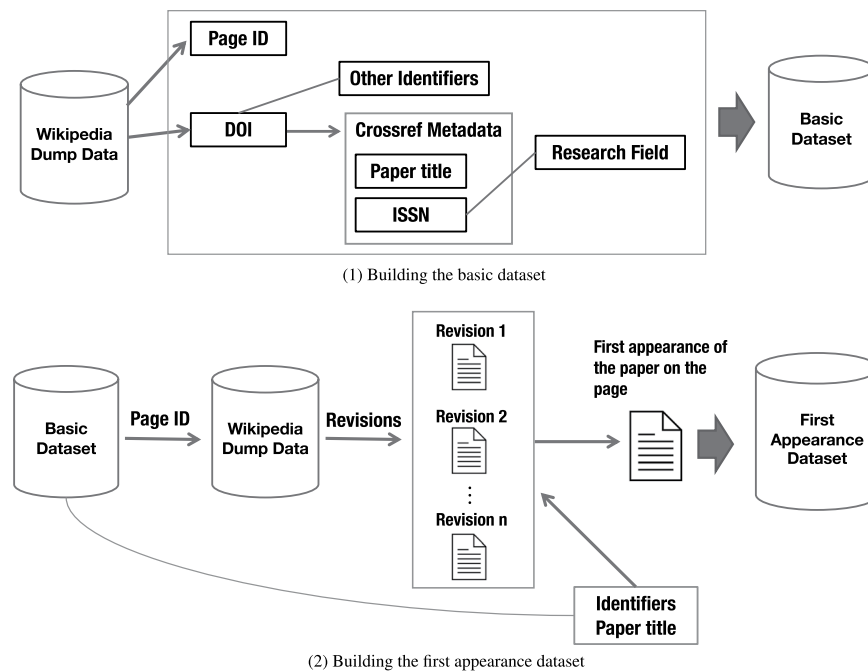 Page ID
Other Identifiers
Wikipedia
Dump Data
DOI
Crossref Metadata
Paper title
ISSN
Research Field
Basic
Dataset
(1) Building the basic dataset
Basic
Dataset
Page ID
Wikipedia
Dump Data
Revisions
Revision 1
Revision 2
⋮
Revision n
First appearance of
the paper on the
page
First
Appearance
Dataset
Identifiers
Paper title
(2) Building the first appearance dataset